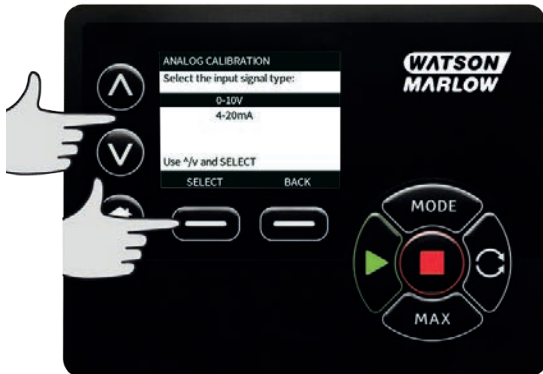 ANALOG CALIBRATION
Select the input signal type:
0-10V
4-20mA
Use ^/v and SELECT
SELECT BACK
WATSON
MARLOW
MODE
MAX